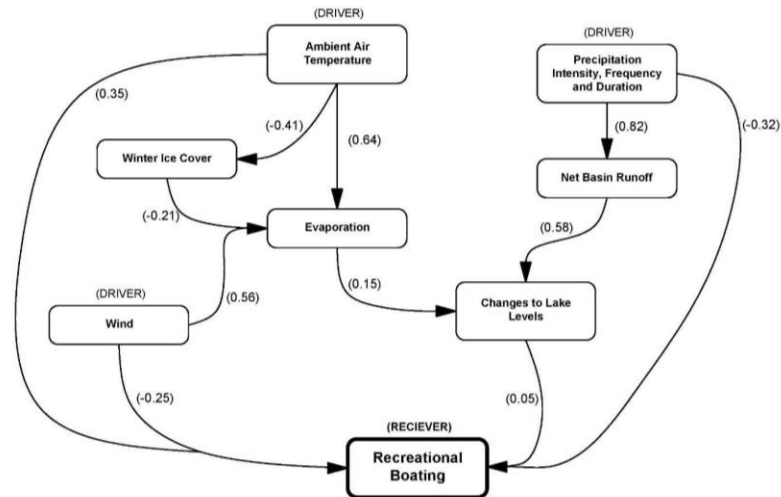 (DRIVER)
Ambient Air
Temperature
(DRIVER)
Precipitation
Intensity, Frequency
and Duration
(0.35)
(-0.41)
(0.64)
(0.82)
(-0.32)
Winter Ice Cover
Net Basin Runoff
(-0.21)
Evaporation
(0.58)
(DRIVER)
Wind
(0.56)
(0.15)
Changes to Lake
Levels
(-0.25)
(0.05)
(RECIEVER)
Recreational
Boating